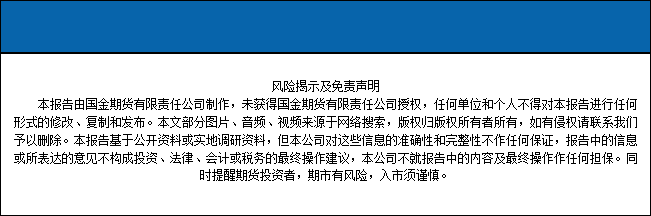 风险揭示及免责声明
本报告由国金期货有限责任公司制作，未获得国金期货有限责任公司授权，任何单位和个人不得对本报告进行任何
形式的修改、复制和发布。本文部分图片、音频、视频来源于网络搜索，版权归版权所有者所有，如有侵权请联系我们
予以删除。本报告基于公开资料或实地调研资料，但本公司对这些信息的准确性和完整性不作任何保证，报告中的信息
或所表达的意见不构成投资、法律、会计或税务的最终操作建议，本公司不就报告中的内容及最终操作作任何担保。同
时提醒期货投资者，期市有风险，入市须谨慎。